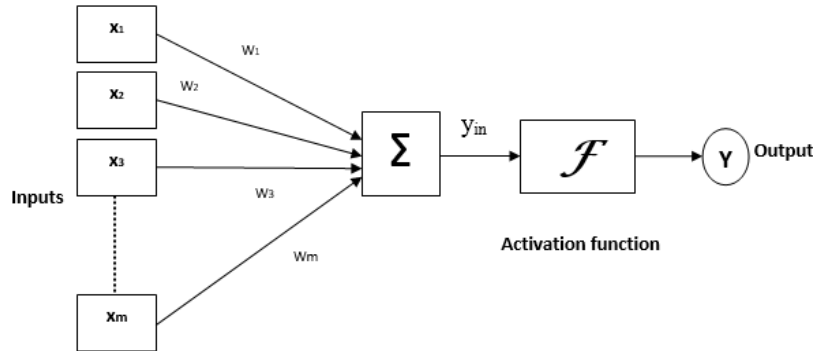 x1
W1
x2
W2
x3
Σ
yin
F
Y
Output
Inputs
W3
Activation function
Wm
xm